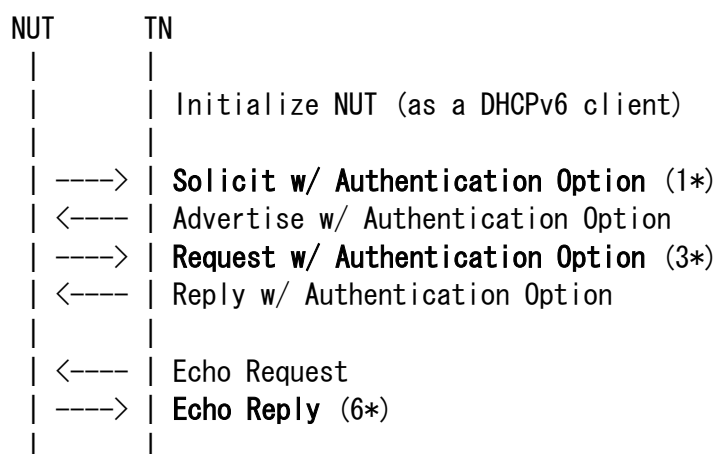 NUT TN
| |
| | Initialize NUT (as a DHCPv6 client)
| |
| ----> | Solicit w/ Authentication Option (1*)
| <---- | Advertise w/ Authentication Option
| ----> | Request w/ Authentication Option (3*)
| <---- | Reply w/ Authentication Option
| |
| <---- | Echo Request
| ----> | Echo Reply (6*)
| |